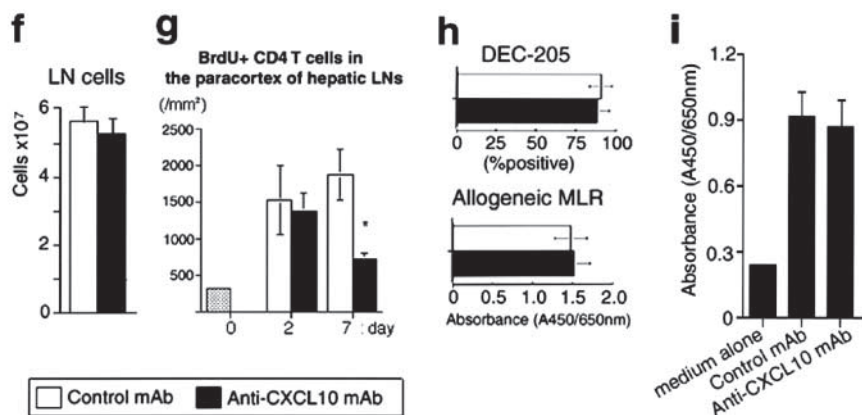 f
LN cells
Cells x10⁷
6
4
2
0
g
BrdU+ CD4 T cells in
the paracortex of hepatic LNs
(/mm²)
2500
2000
1500
1000
500
*
0 2 7 : day
h
DEC-205
0 25 50 75 100
(%positive)
Allogeneic MLR
0 0.5 1.0 1.5 2.0
Absorbance (A450/650nm)
i
Absorbance (A450/650nm)
1.2
0.9
0.6
0.3
0
medium alone
Control mAb
Anti-CXCL10 mAb
Control mAb Anti-CXCL10 mAb